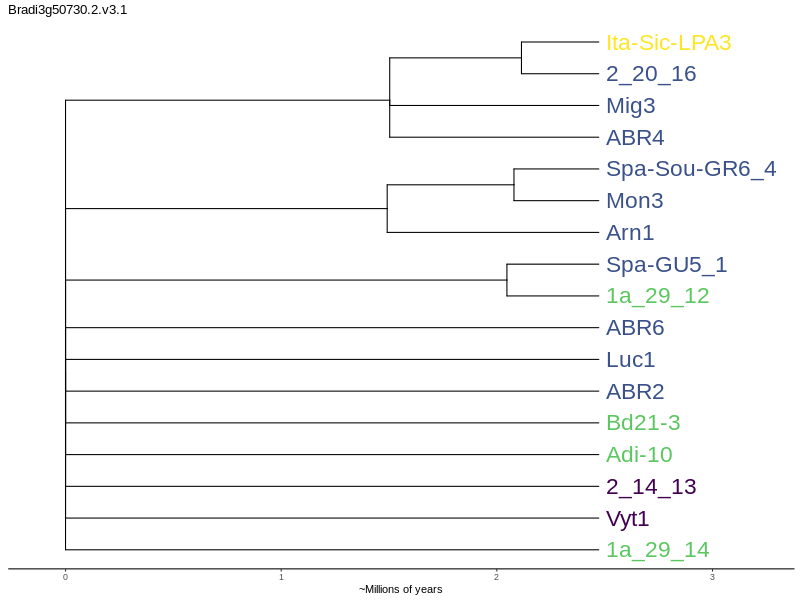 Bradi3g50730.2.v3.1
Ita-Sic-LPA3
2_20_16
Mig3
ABR4
Spa-Sou-GR6_4
Mon3
Arn1
Spa-GU5_1
1a_29_12
ABR6
Luc1
ABR2
Bd21-3
Adi-10
2_14_13
Vyt1
1a_29_14
0 1 2 3
~Millions of years